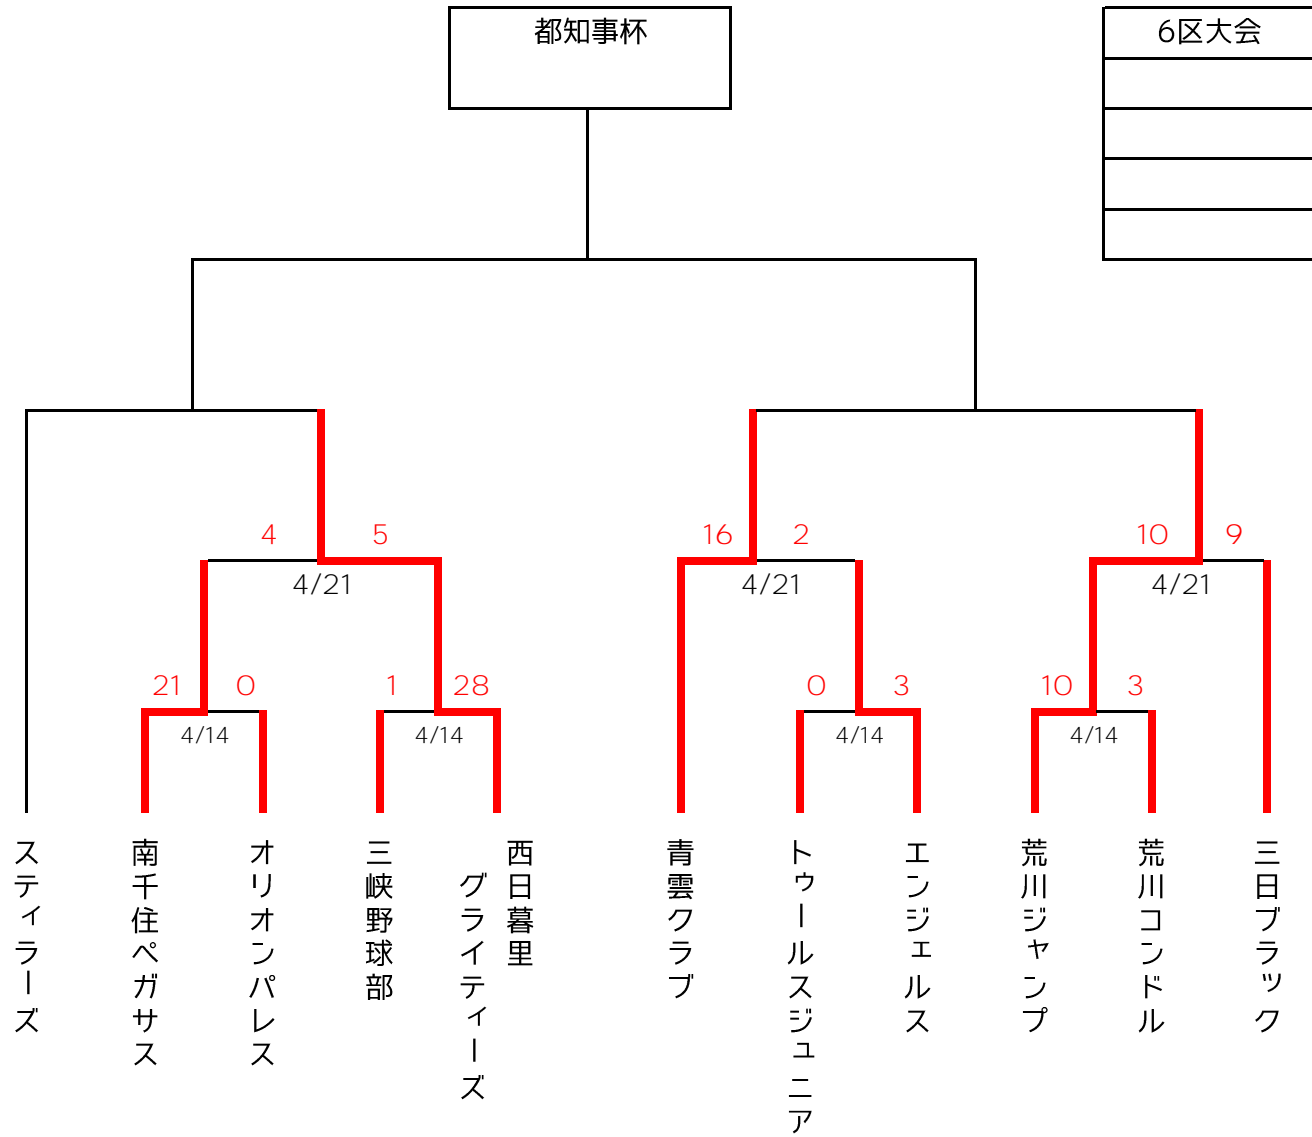 都知事杯
6区大会
4
5
16
2
10
9
4/21
4/21
4/21
21
0
1
28
0
3
10
3
4/14
4/14
4/14
4/14
スティラーズ
南千住ペガサス
オリオンパレス
三峡野球部
西日暮里
グライティーズ
青雲クラブ
トゥールスジュニア
エンジェルス
荒川ジャンプ
荒川コンドル
三日ブラック